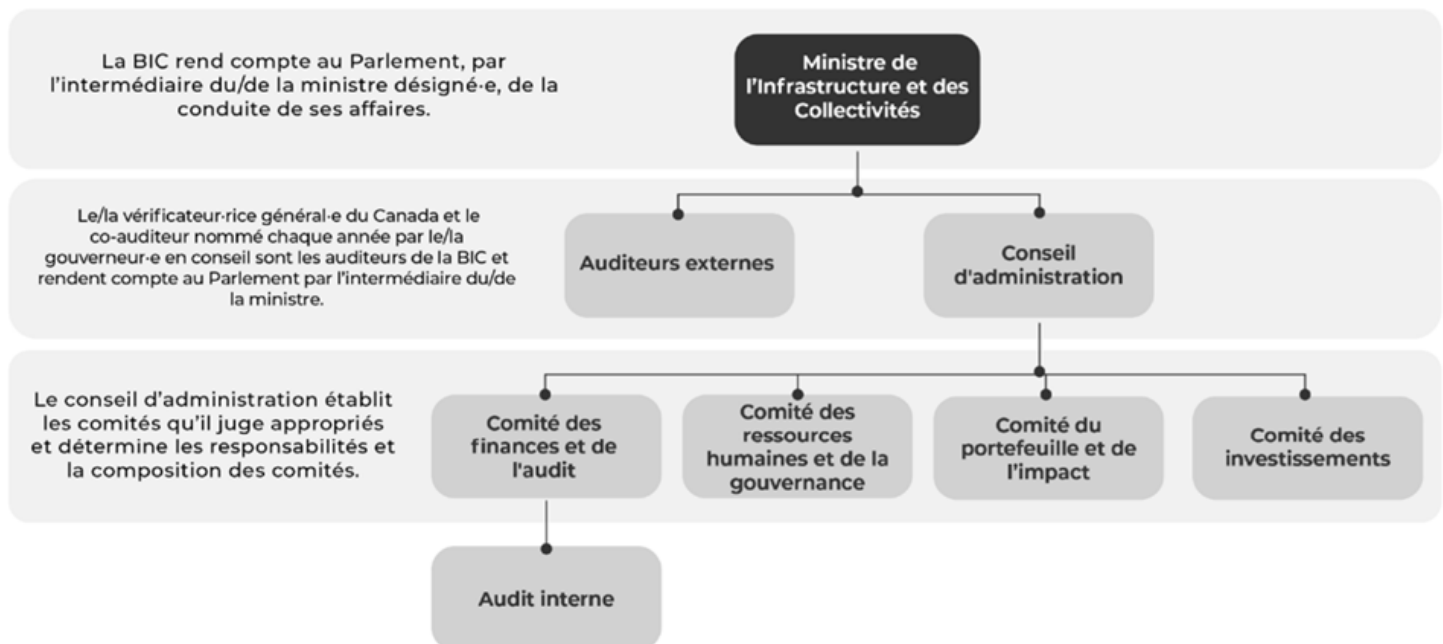 La BIC rend compte au Parlement, par
l'intermédiaire du/de la ministre désigné·e, de la
conduite de ses affaires.
Ministre de
l'Infrastructure et des
Collectivités
Le/la vérificateur·rice général·e du Canada et le
co-auditeur nommé chaque année par le/la
gouverneur·e en conseil sont les auditeurs de la BIC et
rendent compte au Parlement par l'intermédiaire du/de
la ministre.
Auditeurs externes
Conseil
d'administration
Le conseil d'administration établit
les comités qu'il juge appropriés
et détermine les responsabilités et
la composition des comités.
Comité des
finances et de
l'audit
Comité des
ressources
humaines et de la
gouvernance
Comité du
portefeuille et de
l'impact
Comité des
investissements
Audit interne